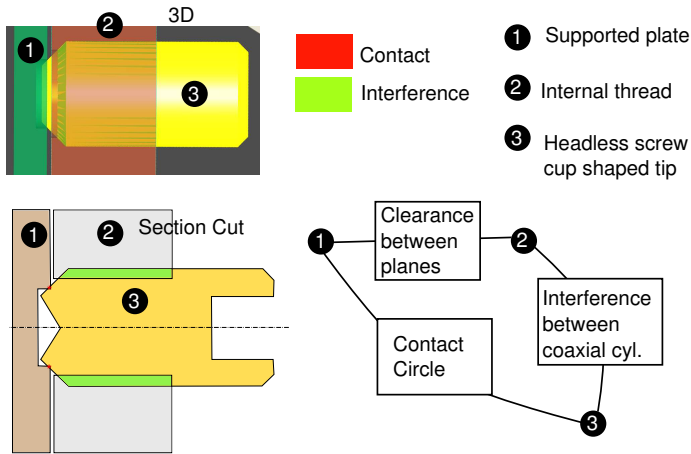 3D
1
2
3
Contact
Interference
1 Supported plate
2 Internal thread
3 Headless screw
cup shaped tip
Section Cut
1
2
3
1
Clearance
between
planes
2
Interference
between
coaxial cyl.
Contact
Circle
3